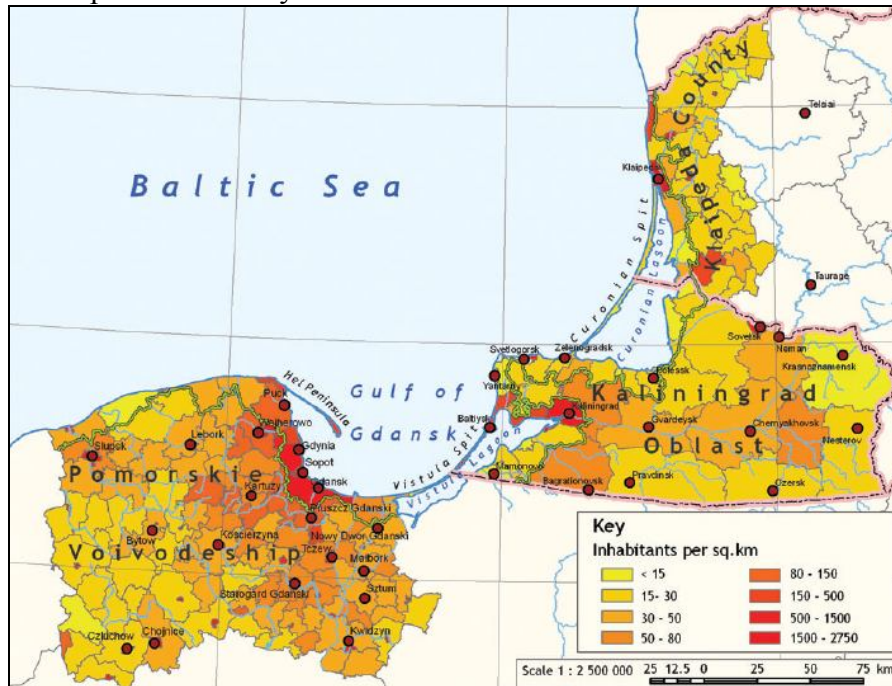 Klaipeda County
Telsiai
Baltic Sea
Klaipeda
Curonian Spit
Curonian Lagoon
Taurage
Sovetsk
Neman
Svetlogorsk
Zelenogradsk
Krasnoznamensk
Hel Peninsula
Yantarny
Polessk
Puck
Gulf of
Gdansk
Kaliningrad
Kaliningrad
Oblast
Baltiysk
Gvardeysk
Chernyakhovsk
Nesterov
Wejherowo
Lebork
Slupsk
Gdynia
Sopot
Gdansk
Pomorskie
Voivodeship
Kartuzy
Vistula Spit
Vistula Lagoon
Mamonovo
Bagrationovsk
Pravdinsk
Ozersk
Pruszcz Gdanski
Nowy Dwor Gdanski
Bytow
Koscierzyna
Tczew
Malbork
Starogard Gdanski
Sztum
Czluchow
Chojnice
Kwidzyn
Key
Inhabitants per sq.km
< 15
15 - 30
30 - 50
50 - 80
80 - 150
150 - 500
500 - 1500
1500 - 2750
Scale 1 : 2 500 000
25 12.5 0 25 50 75 km